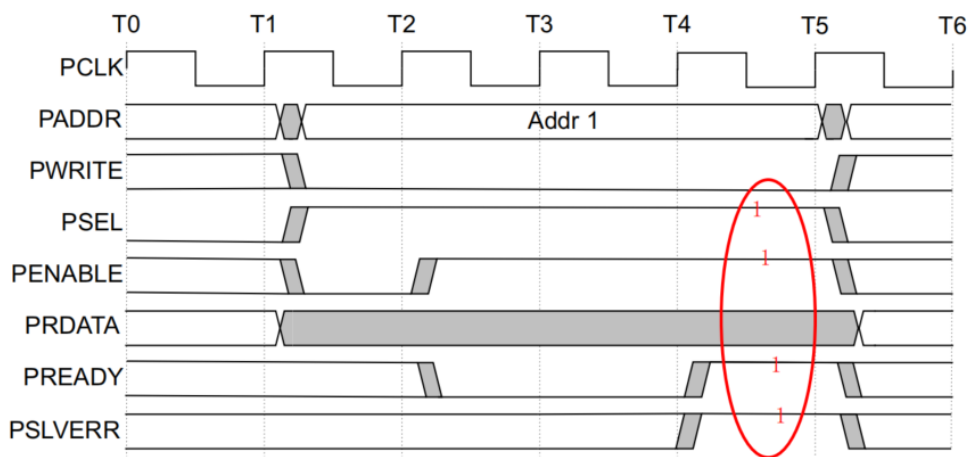 T0 T1 T2 T3 T4 T5 T6
PCLK
PADDR Addr 1
PWRITE
PSEL 1
PENABLE 1
PRDATA
PREADY 1
PSLVERR 1